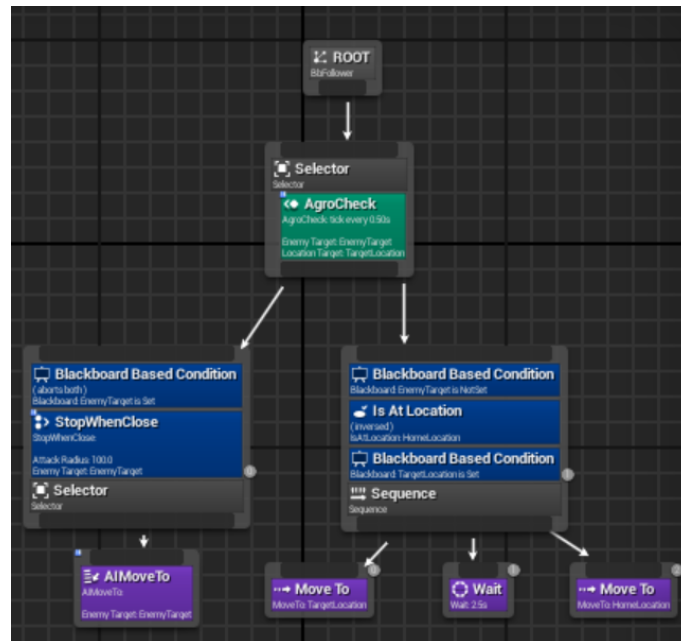 ROOT
BbFollower
Selector
Selector
AgroCheck
AgroCheck: tick every 0.50s
Enemy Target: EnemyTarget
Location Target: TargetLocation
Blackboard Based Condition
( aborts both )
Blackboard: EnemyTarget is Set
StopWhenClose
StopWhenClose:
Attack Radius: 100.0
Enemy Target: EnemyTarget
Selector
Selector
AIMoveTo
AIMoveTo:
Enemy Target: EnemyTarget
Blackboard Based Condition
Blackboard: EnemyTarget is NotSet
Is At Location
( inversed )
IsAtLocation: HomeLocation
Blackboard Based Condition
Blackboard: TargetLocation is Set
Sequence
Sequence
Move To
MoveTo: TargetLocation
Wait
Wait: 2.5s
Move To
MoveTo: HomeLocation